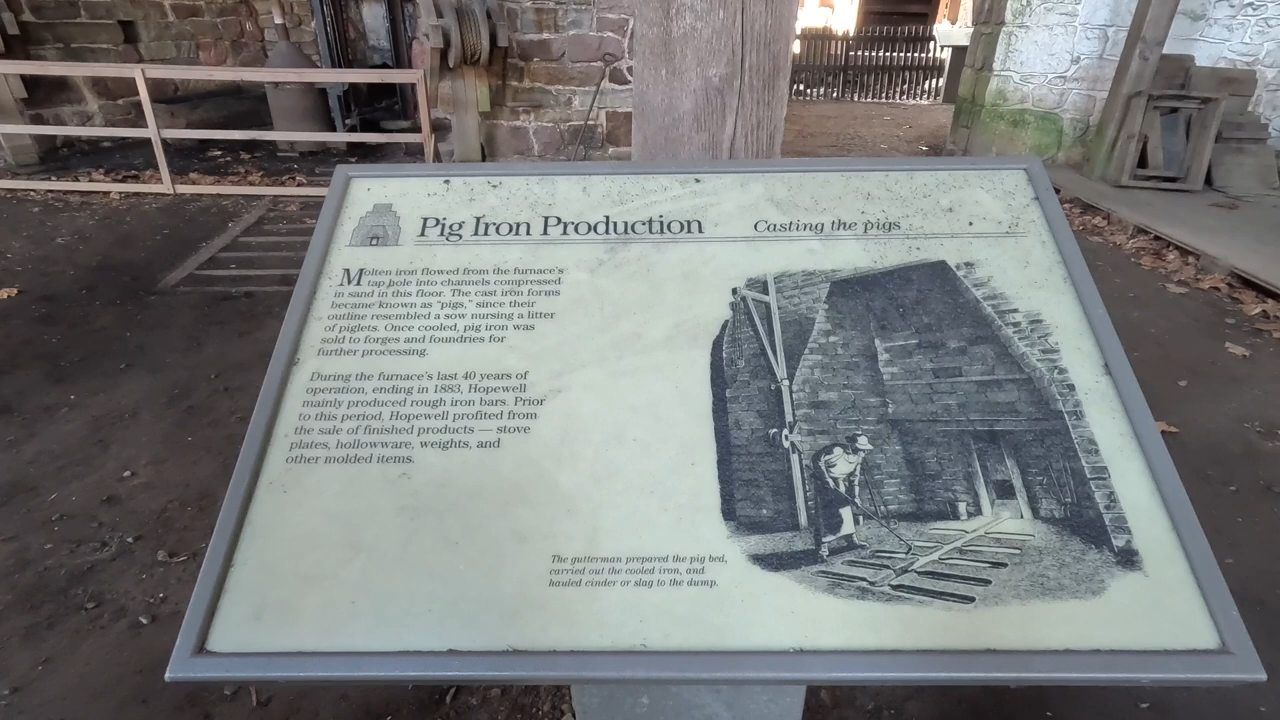 Pig Iron Production
Casting the pigs
Molten iron flowed from the furnace's
tap hole into channels compressed
in sand in this floor. The cast iron forms
became known as "pigs," since their
outline resembled a sow nursing a litter
of piglets. Once cooled, pig iron was
sold to forges and foundries for
further processing.
During the furnace's last 40 years of
operation, ending in 1883, Hopewell
mainly produced rough iron bars. Prior
to this period, Hopewell profited from
the sale of finished products — stove
plates, hollowware, weights, and
other molded items.
The gutterman prepared the pig bed,
carried out the cooled iron, and
hauled cinder or slag to the dump.